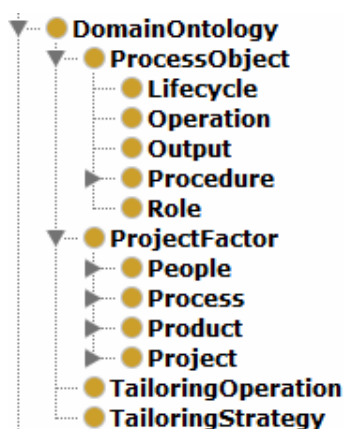 DomainOntology
ProcessObject
Lifecycle
Operation
Output
Procedure
Role
ProjectFactor
People
Process
Product
Project
TailoringOperation
TailoringStrategy